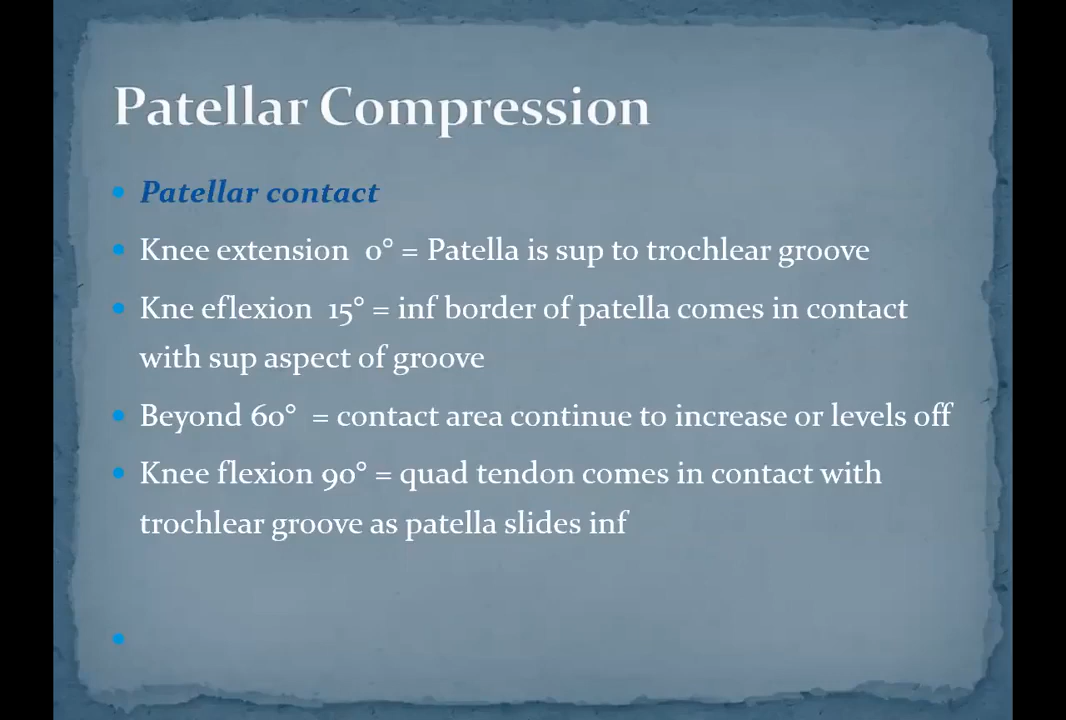 Patellar Compression
• Patellar contact
• Knee extension 0° = Patella is sup to trochlear groove
• Kne eflexion 15° = inf border of patella comes in contact
with sup aspect of groove
• Beyond 60° = contact area continue to increase or levels off
• Knee flexion 90° = quad tendon comes in contact with
trochlear groove as patella slides inf
•